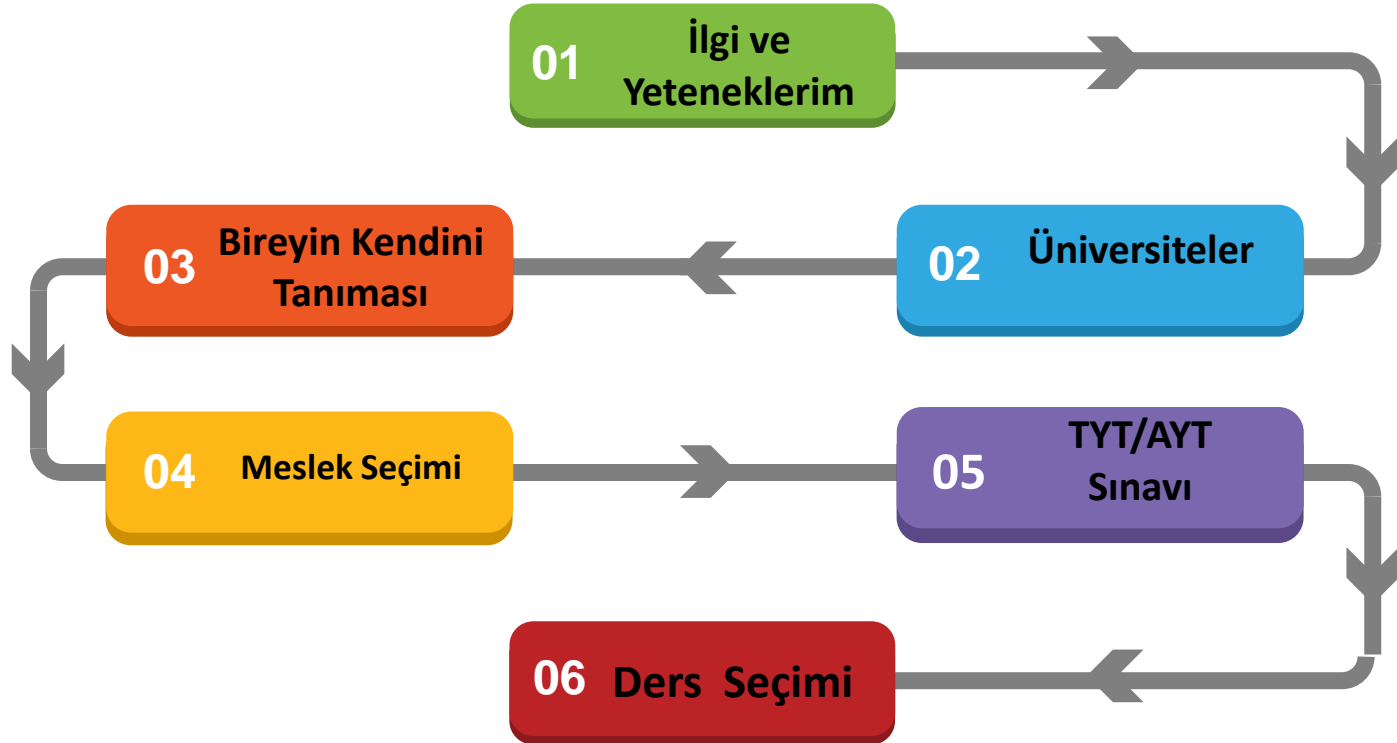 01 İlgi ve
Yeteneklerim
02 Üniversiteler
03 Bireyin Kendini
Tanıması
04 Meslek Seçimi
05 TYT/AYT
Sınavı
06 Ders Seçimi